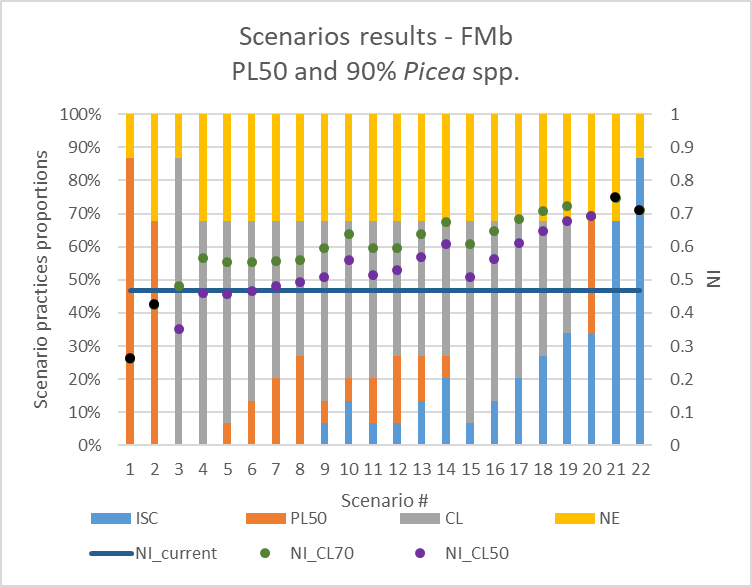 Scenarios results - FMb
PL50 and 90% Picea spp.
100%
90%
80%
70%
60%
50%
40%
30%
20%
10%
0%
Scenario practices proportions
1
0.9
0.8
0.7
0.6
0.5
0.4
0.3
0.2
0.1
0
NI
1 2 3 4 5 6 7 8 9 10 11 12 13 14 15 16 17 18 19 20 21 22
Scenario #
ISC PL50 CL NE
NI_current NI_CL70 NI_CL50